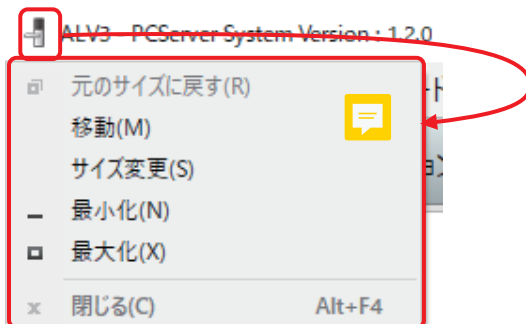 ALV3 - PCServer System Version : 1.2.0
元のサイズに戻す(R)
移動(M)
サイズ変更(S)
最小化(N)
最大化(X)
閉じる(C) Alt+F4